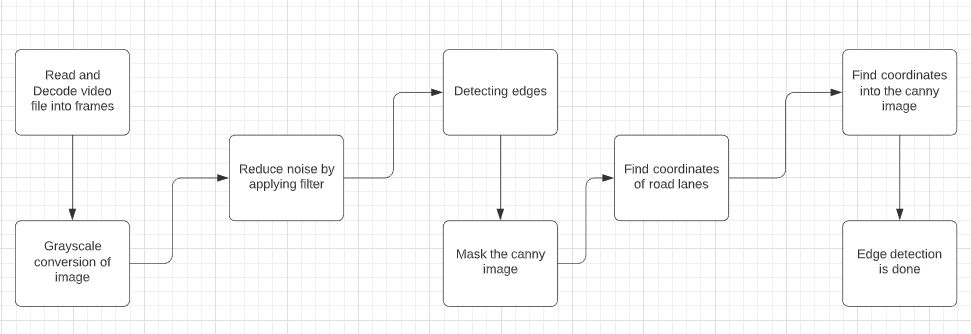 Read and
Decode video
file into frames
Grayscale
conversion of
image
Reduce noise by
applying filter
Detecting edges
Mask the canny
image
Find coordinates
of road lanes
Find coordinates
into the canny
image
Edge detection
is done